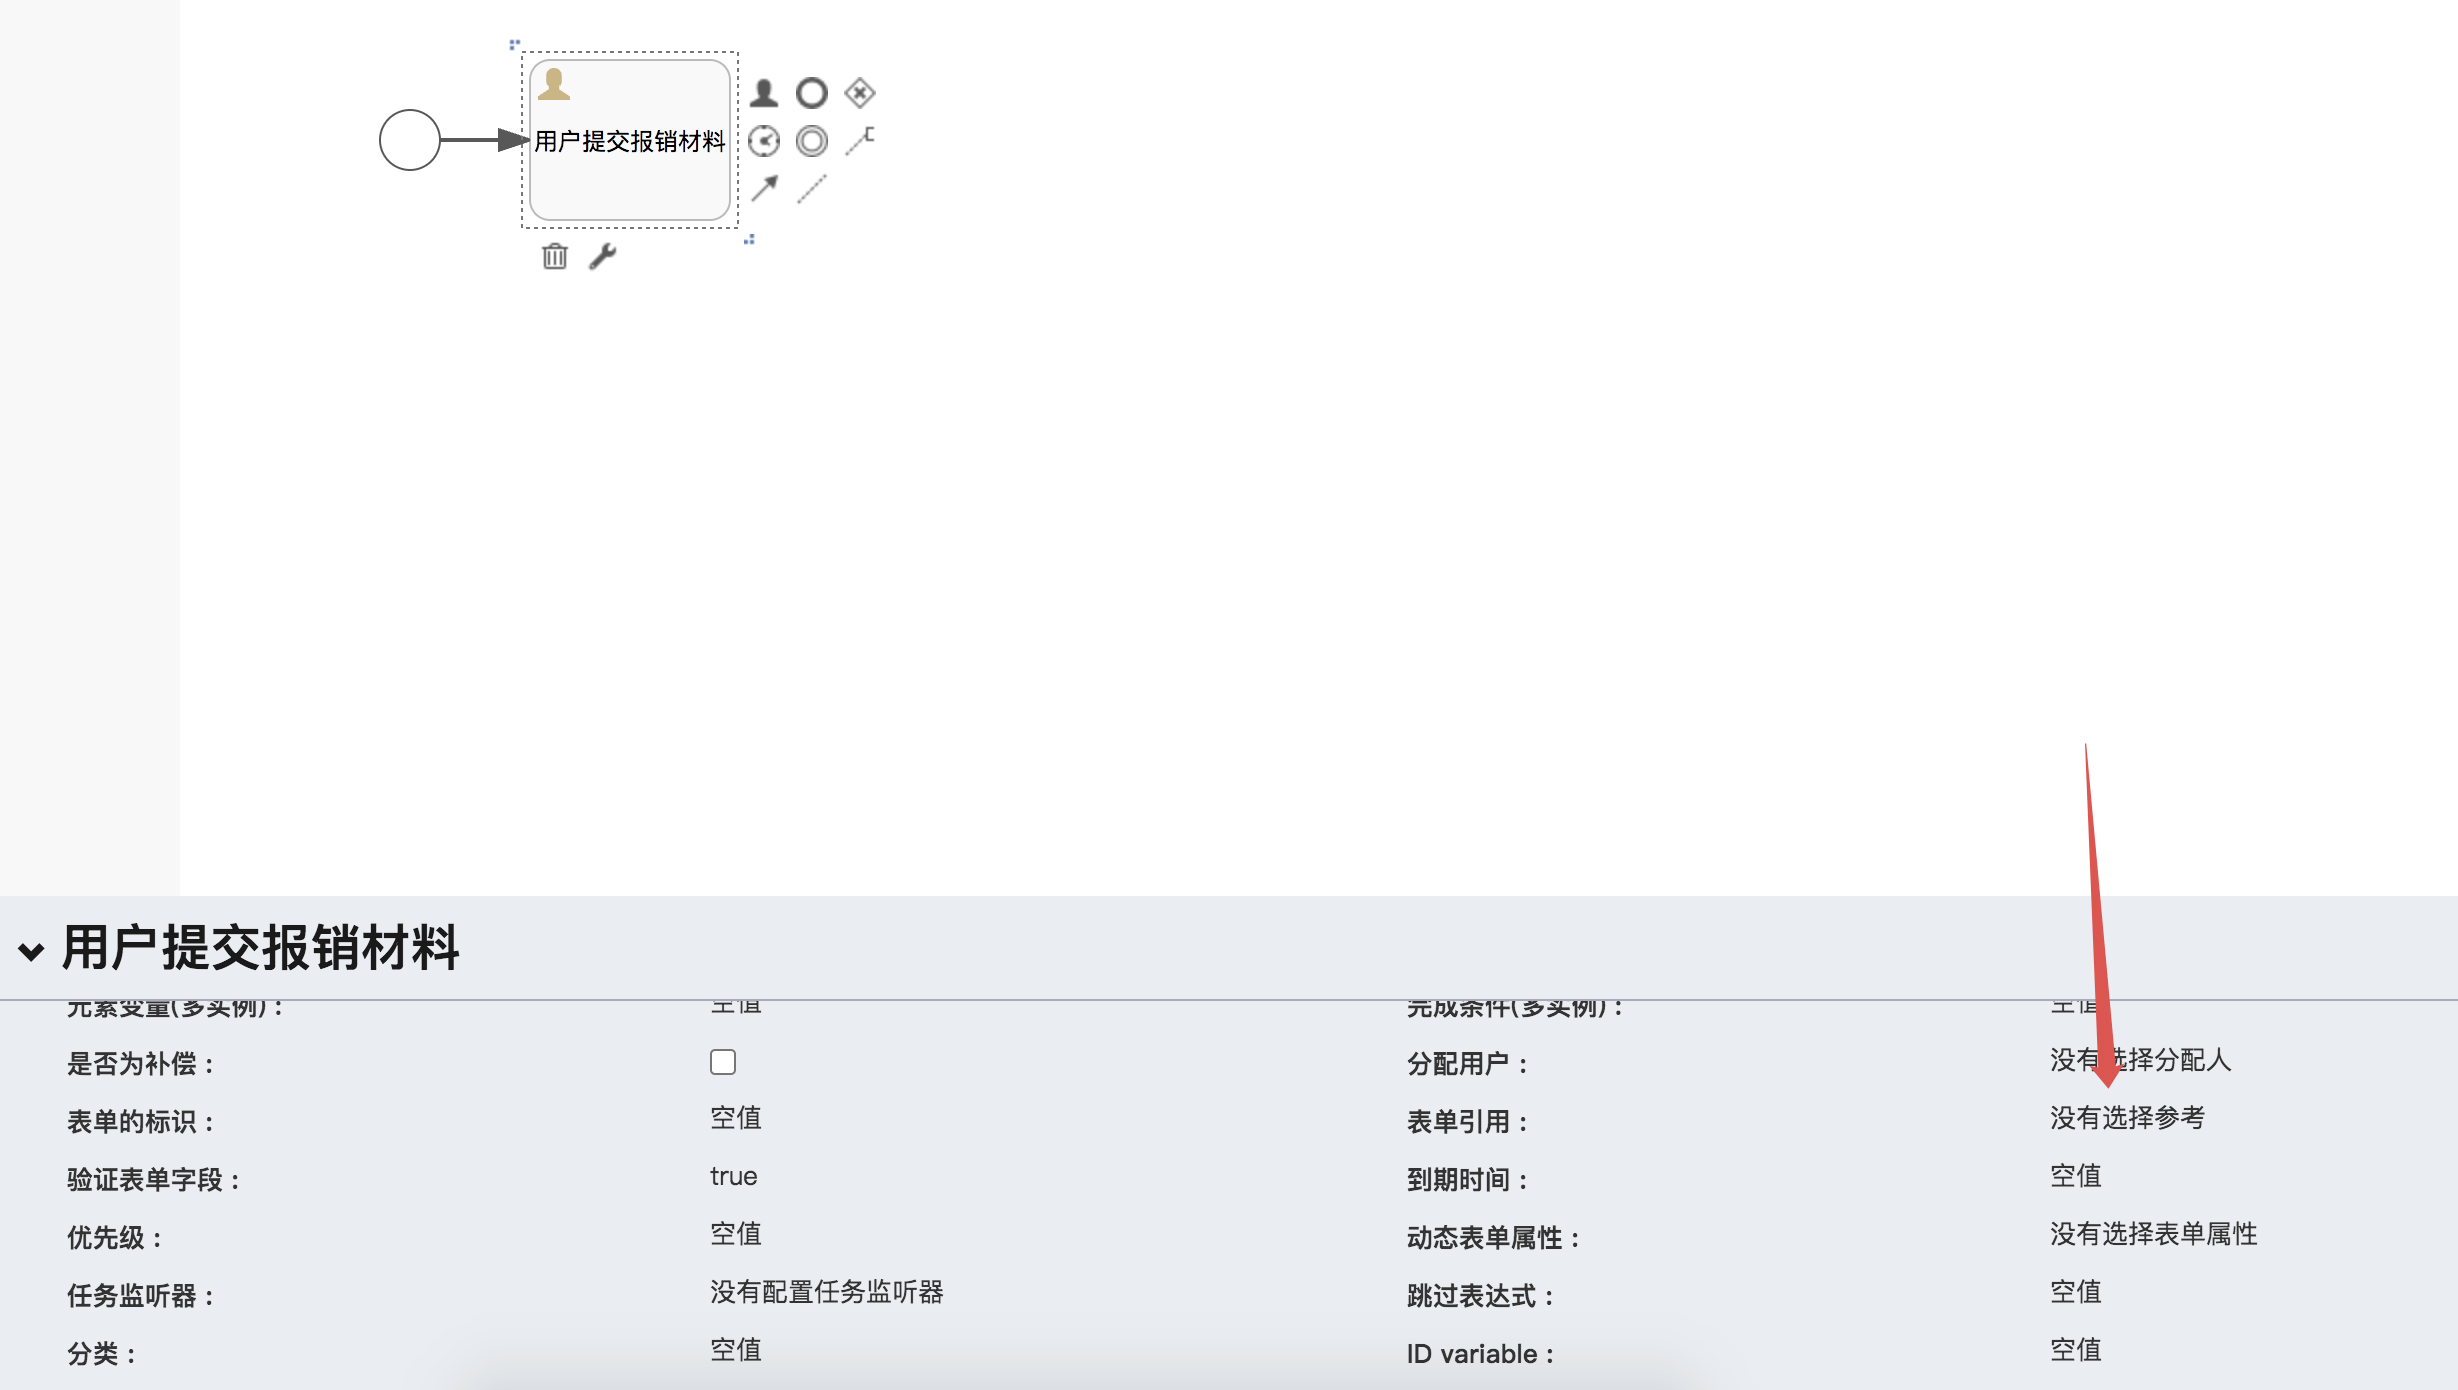 用户提交报销材料
用户提交报销材料
元素变量(多实例) : 空值 完成条件(多实例) : 空值
是否为补偿 : 分配用户 : 没有选择分配人
表单的标识 : 空值 表单引用 : 没有选择参考
验证表单字段 : true 到期时间 : 空值
优先级 : 空值 动态表单属性 : 没有选择表单属性
任务监听器 : 没有配置任务监听器 跳过表达式 : 空值
分类 : 空值 ID variable : 空值